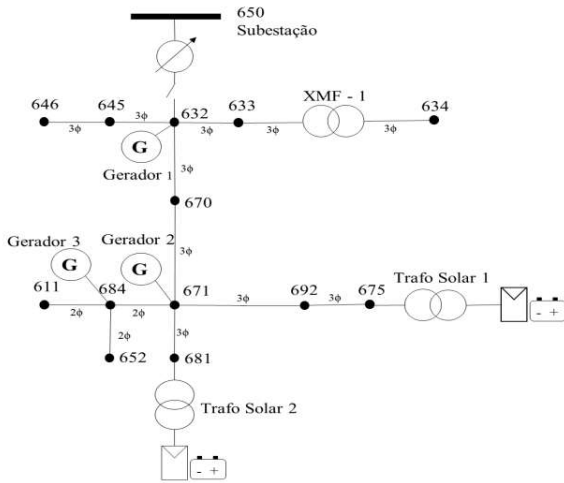 650
Subestação
646
645
632
633
XMF - 1
634
3ϕ
3ϕ
3ϕ
3ϕ
3ϕ
G
Gerador 1
3ϕ
670
3ϕ
Gerador 3
Gerador 2
G
G
611
684
671
692
675
Trafo Solar 1
2ϕ
2ϕ
3ϕ
3ϕ
- +
2ϕ
3ϕ
652
681
Trafo Solar 2
- +